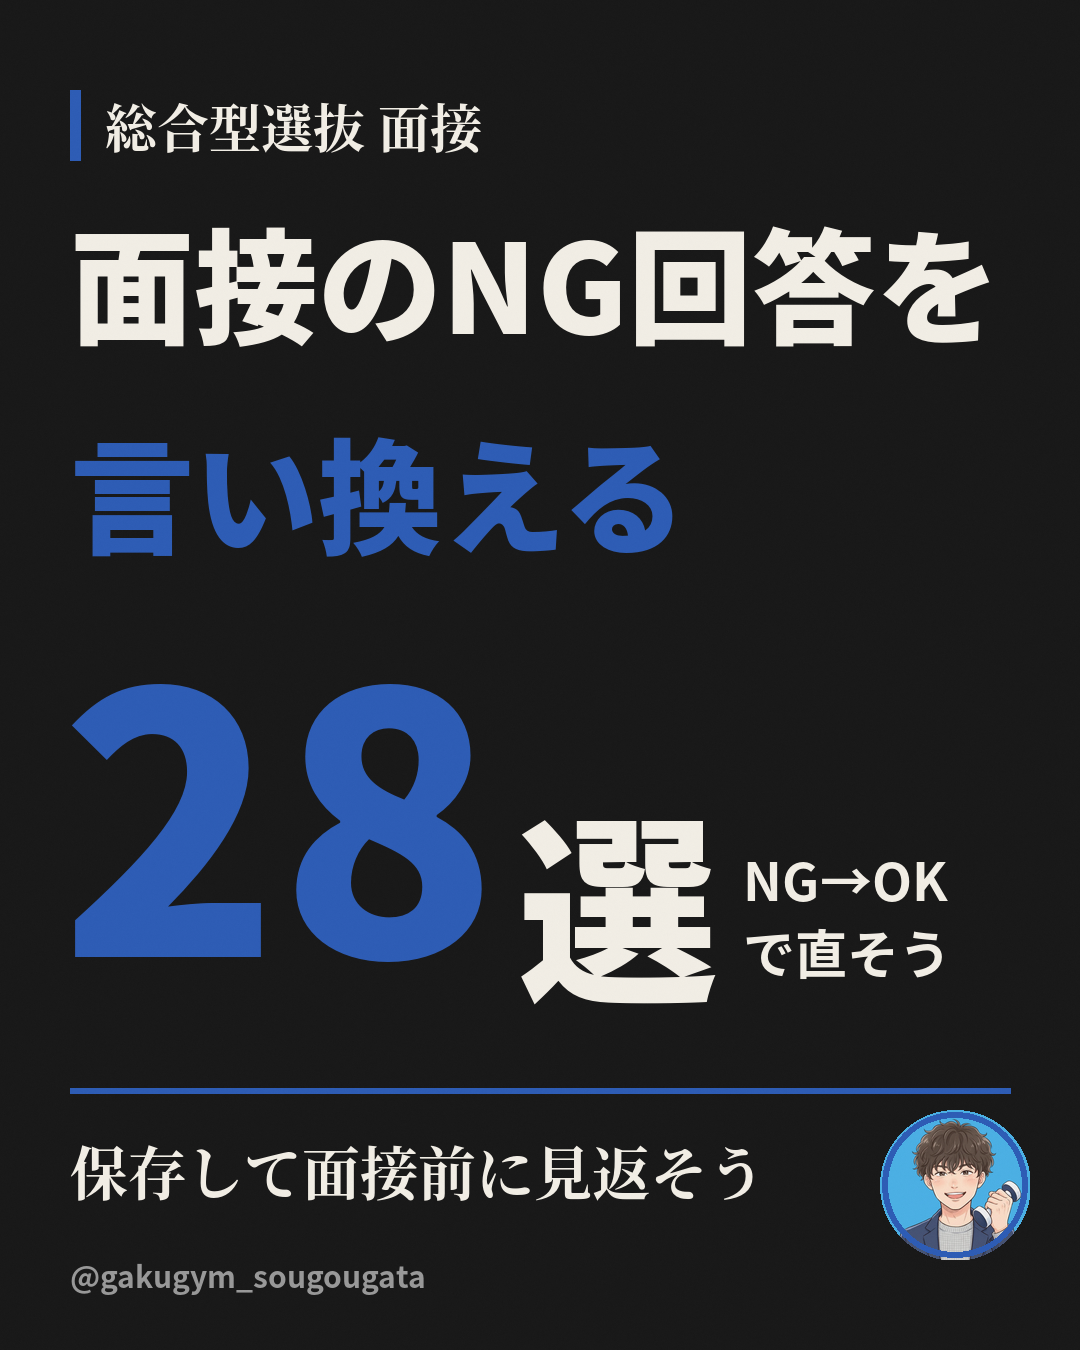 総合型選抜 面接
面接のNG回答を
言い換える
28選
NG→OK
で直そう
保存して面接前に見返そう
@gakugym_sougougata